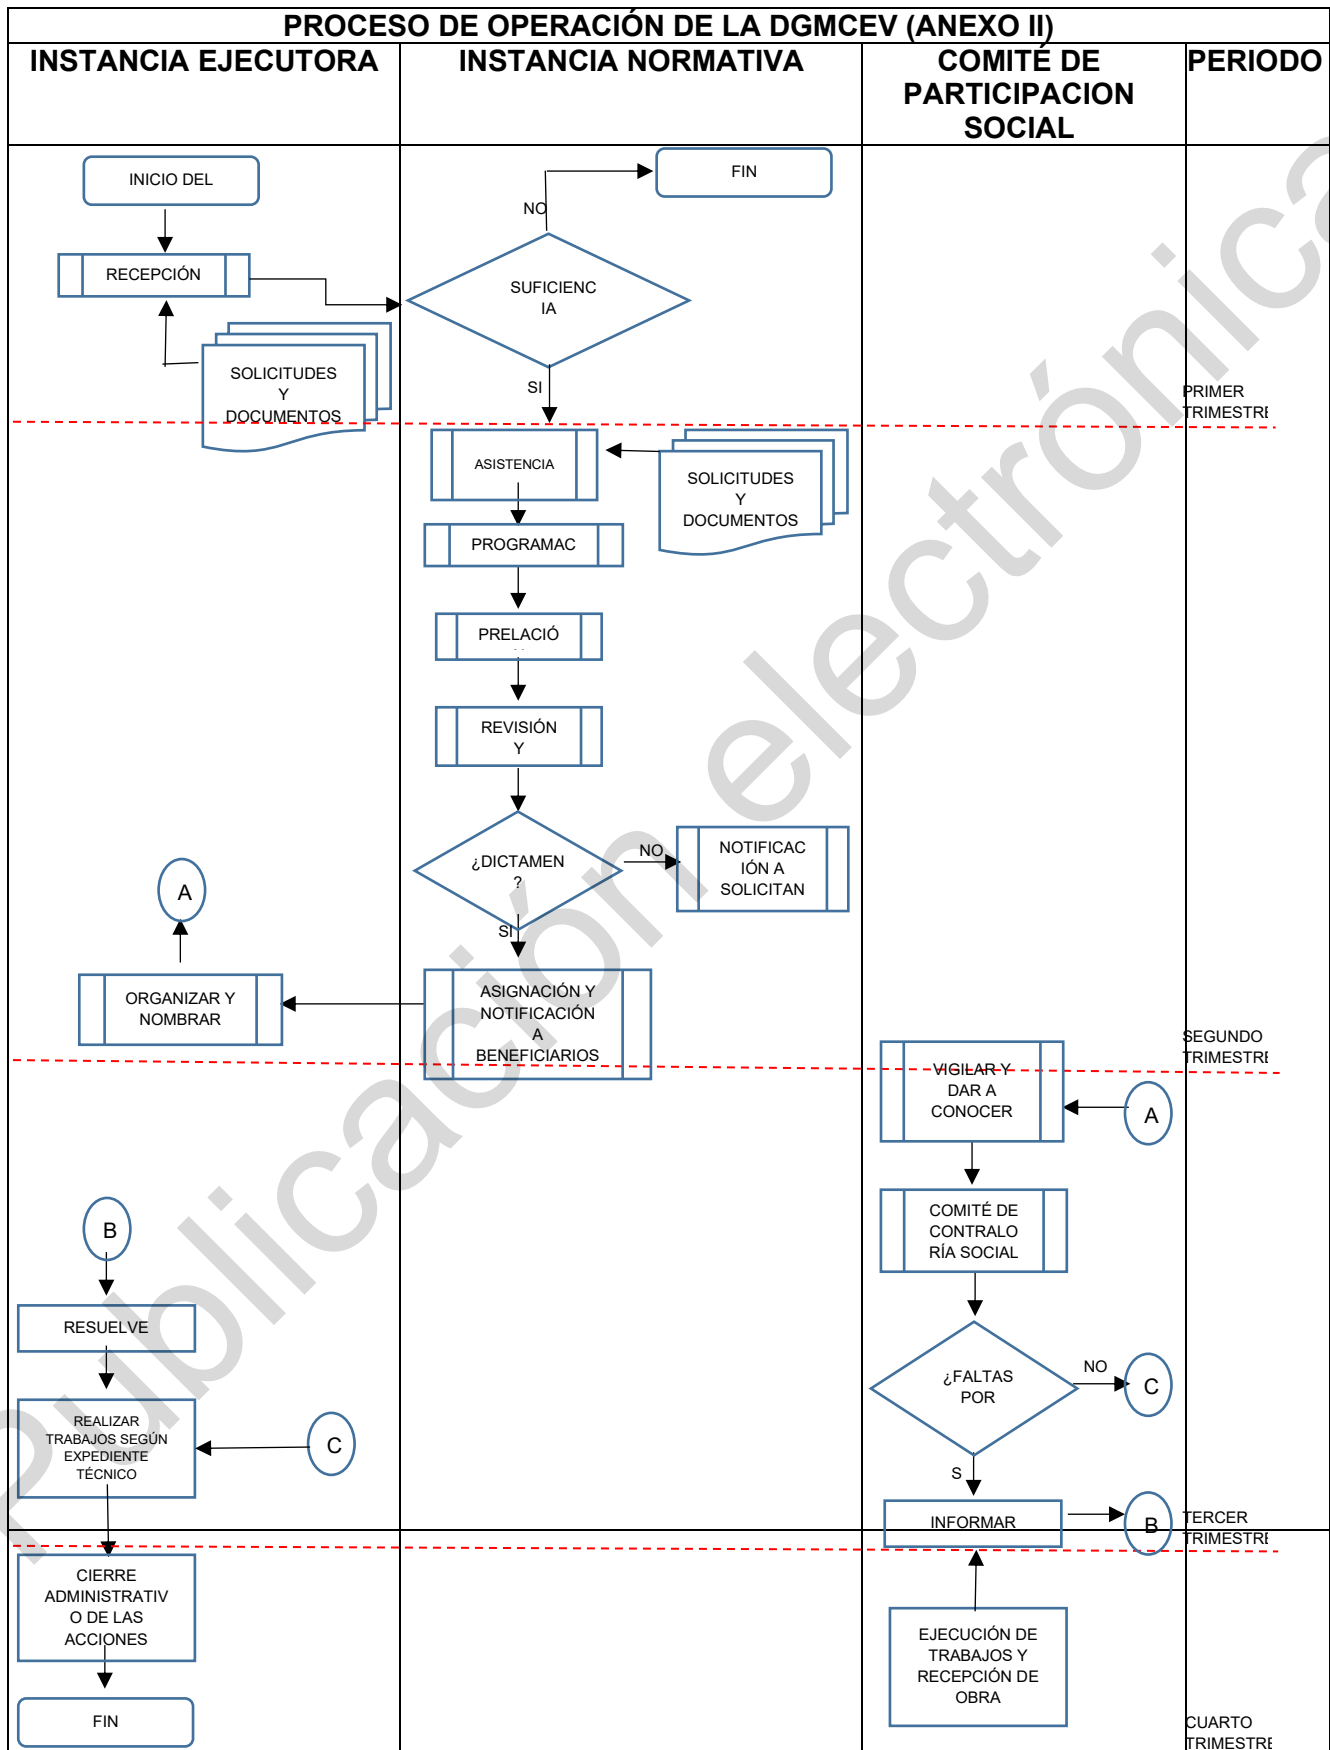 PROCESO DE OPERACIÓN DE LA DGMCEV (ANEXO II)
INSTANCIA EJECUTORA
INSTANCIA NORMATIVA
COMITÉ DE
PARTICIPACION
SOCIAL
PERIODO
INICIO DEL
FIN
NO
RECEPCIÓN
SUFICIENC
IA
SOLICITUDES
Y
DOCUMENTOS
SI
PRIMER
TRIMESTRE
ASISTENCIA
SOLICITUDES
Y
DOCUMENTOS
PROGRAMAC
PRELACIÓ
REVISIÓN
Y
¿DICTAMEN
?
NO
NOTIFICAC
IÓN A
SOLICITAN
SI
A
ORGANIZAR Y
NOMBRAR
ASIGNACIÓN Y
NOTIFICACIÓN
A
BENEFICIARIOS
SEGUNDO
TRIMESTRE
VIGILAR Y
DAR A
CONOCER
A
COMITÉ DE
CONTRALO
RÍA SOCIAL
B
RESUELVE
¿FALTAS
POR
NO
C
REALIZAR
TRABAJOS SEGÚN
EXPEDIENTE
TÉCNICO
C
S
INFORMAR
B
TERCER
TRIMESTRE
CIERRE
ADMINISTRATIV
O DE LAS
ACCIONES
EJECUCIÓN DE
TRABAJOS Y
RECEPCIÓN DE
OBRA
FIN
CUARTO
TRIMESTRE
Publicación electrónica